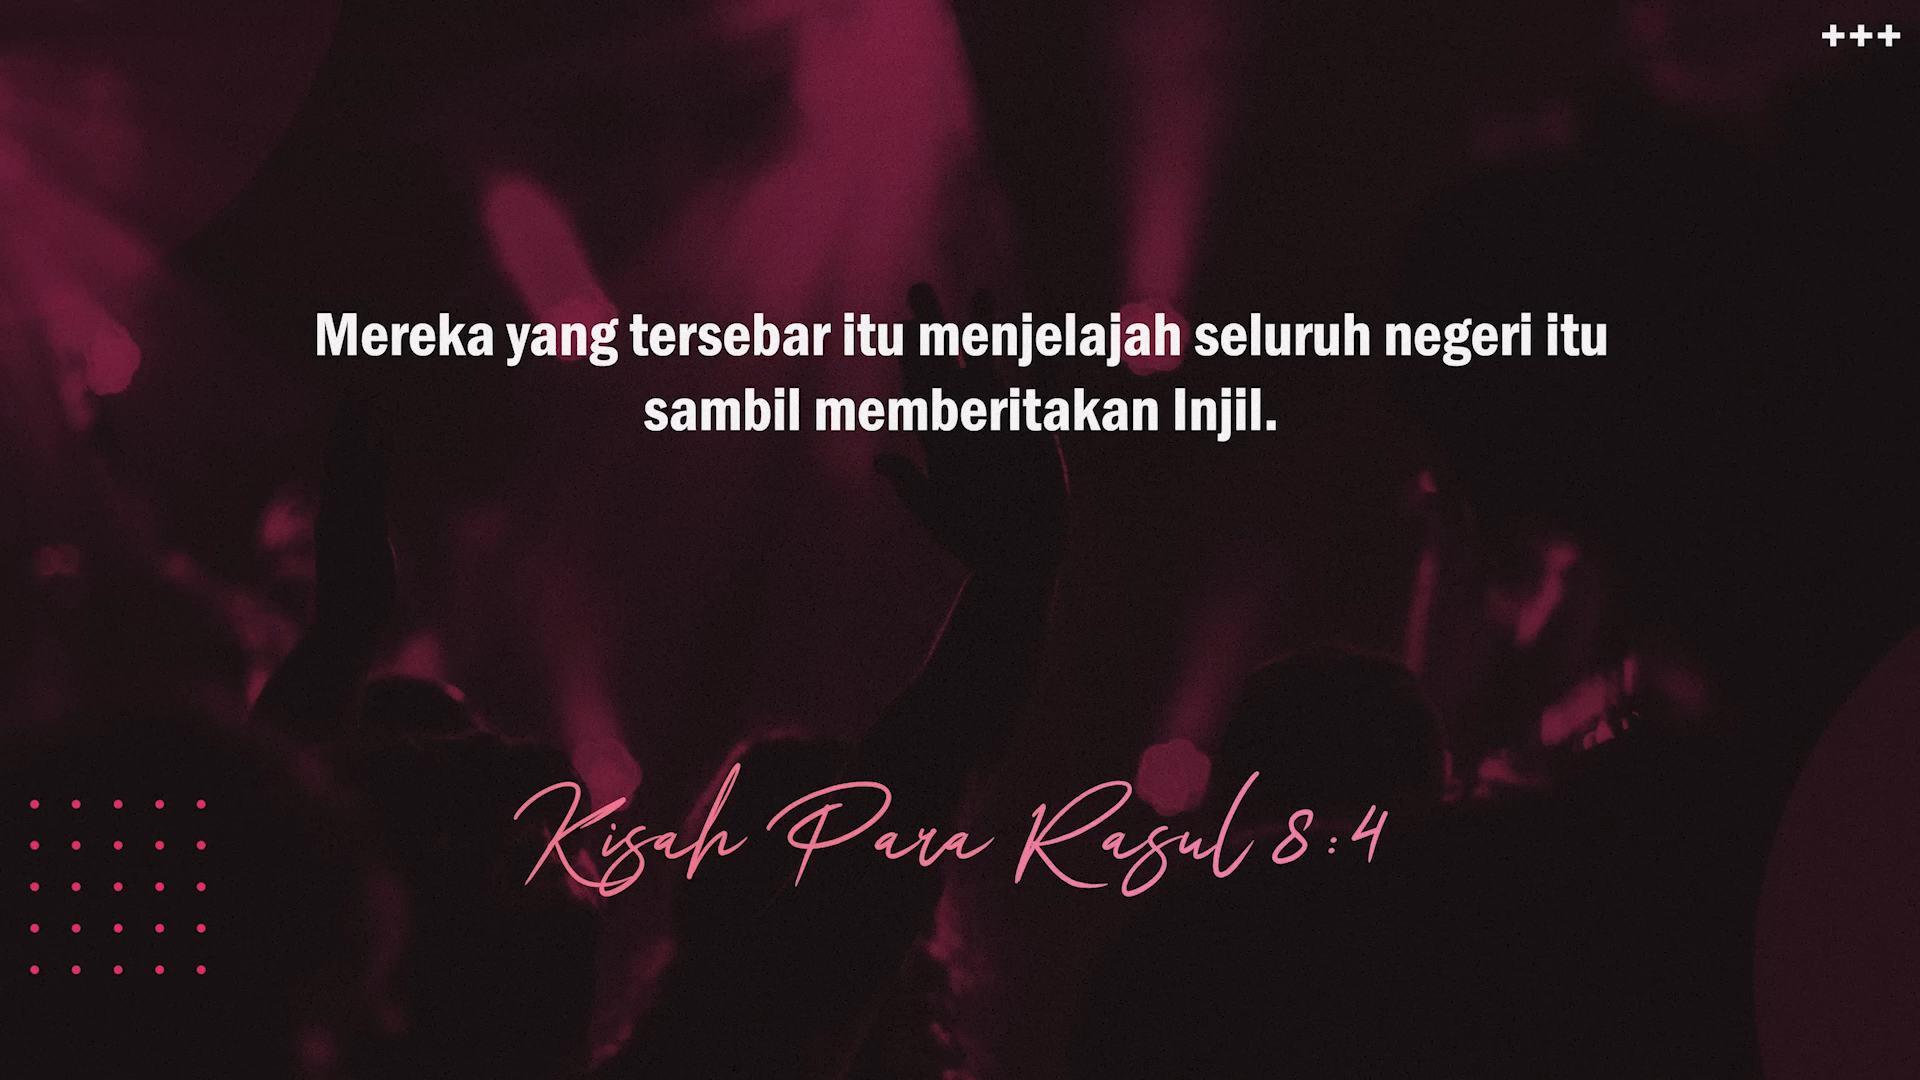 +++
Mereka yang tersebar itu menjelajah seluruh negeri itu
sambil memberitakan Injil.
Kisah Para Rasul 8:4